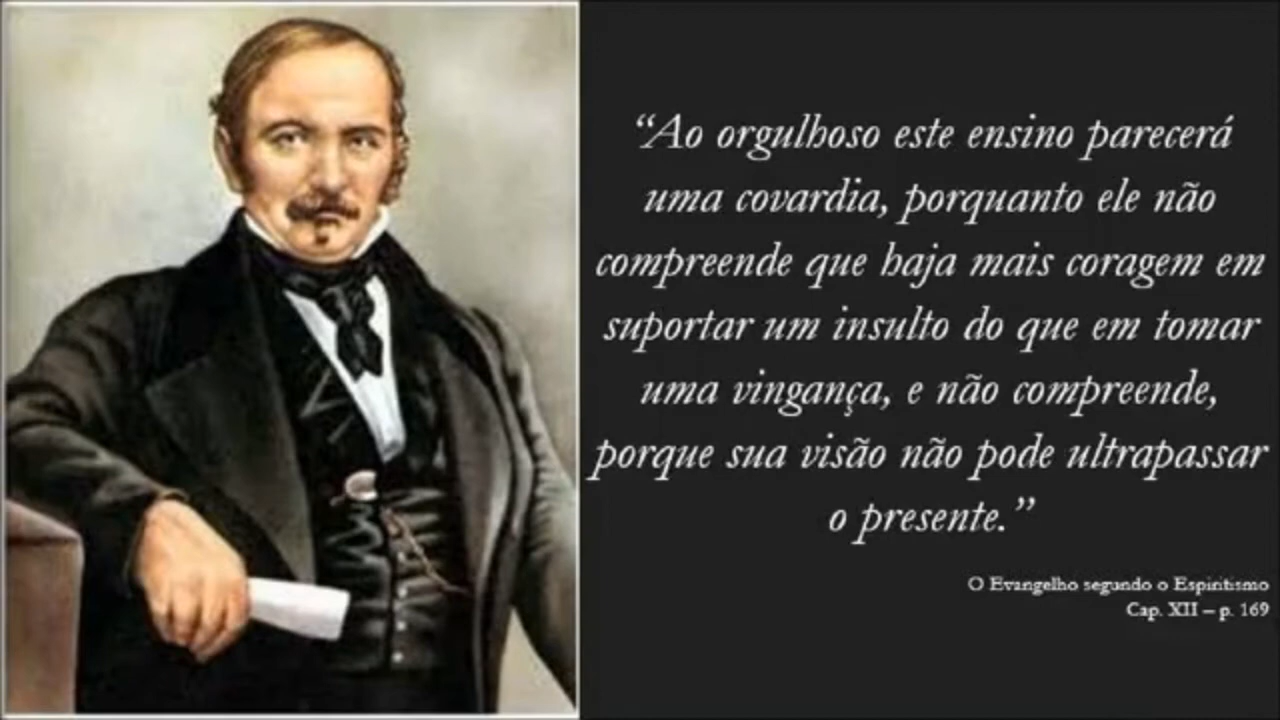 “Ao orgulhoso este ensino parecerá
uma covardia, porquanto ele não
compreende que haja mais coragem em
suportar um insulto do que em tomar
uma vingança, e não compreende,
porque sua visão não pode ultrapassar
o presente.”
O Evangelho segundo o Espiritismo
Cap. XII – p. 169